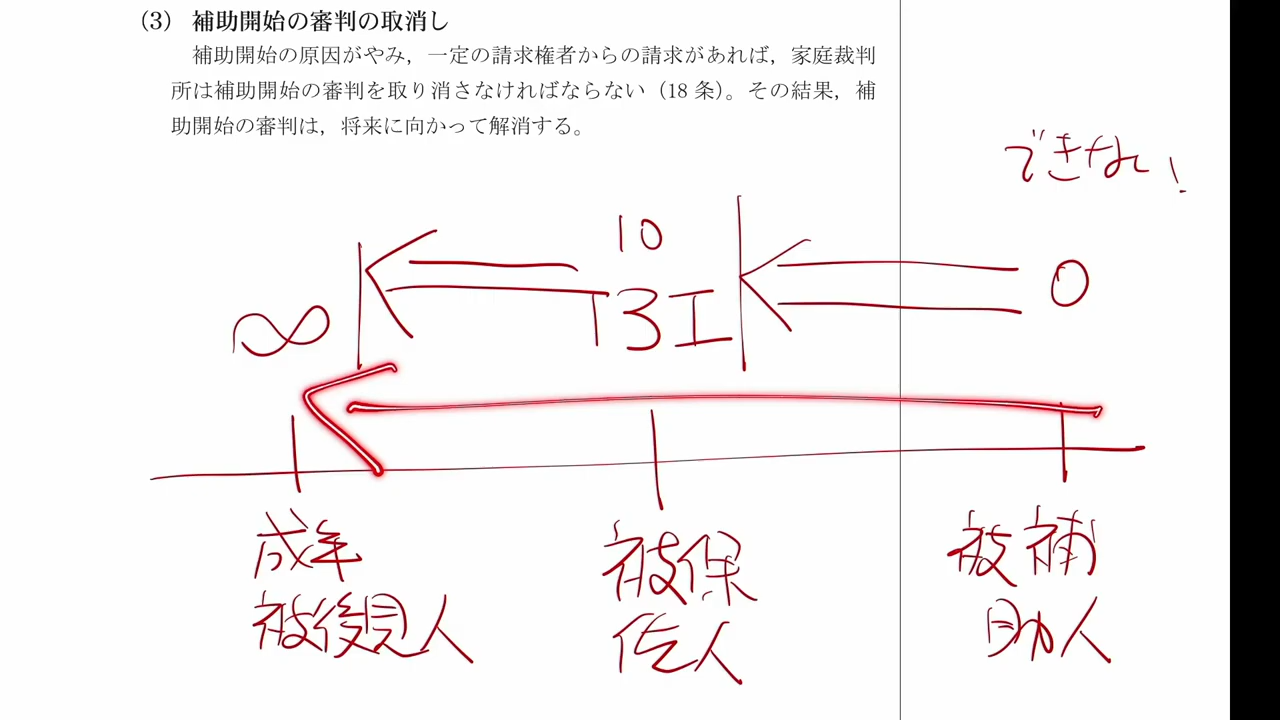 (3) 補助開始の審判の取消し
補助開始の原因がやみ，一定の請求権者からの請求があれば，家庭裁判
所は補助開始の審判を取り消さなければならない（18 条）。その結果，補
助開始の審判は，将来に向かって解消する。
できない！
10
∞ 13I 0
成年 被保 被補
被後見人 佐人 助人